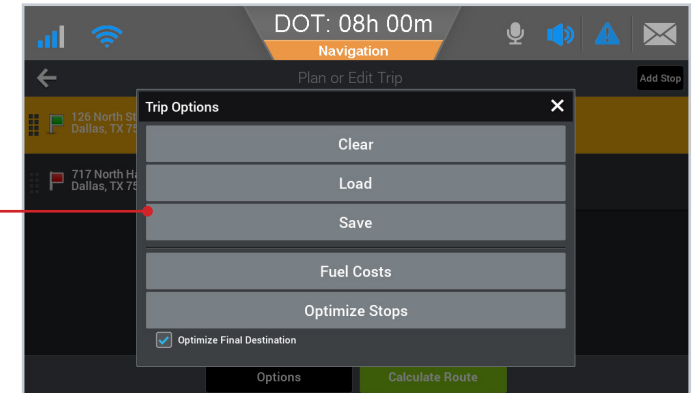 DOT: 08h 00m
Navigation
Plan or Edit Trip
Add Stop
126 North St
Dallas, TX 75
Trip Options
Clear
717 North Ha
Dallas, TX 75
Load
Save
Fuel Costs
Optimize Stops
Optimize Final Destination
Options
Calculate Route